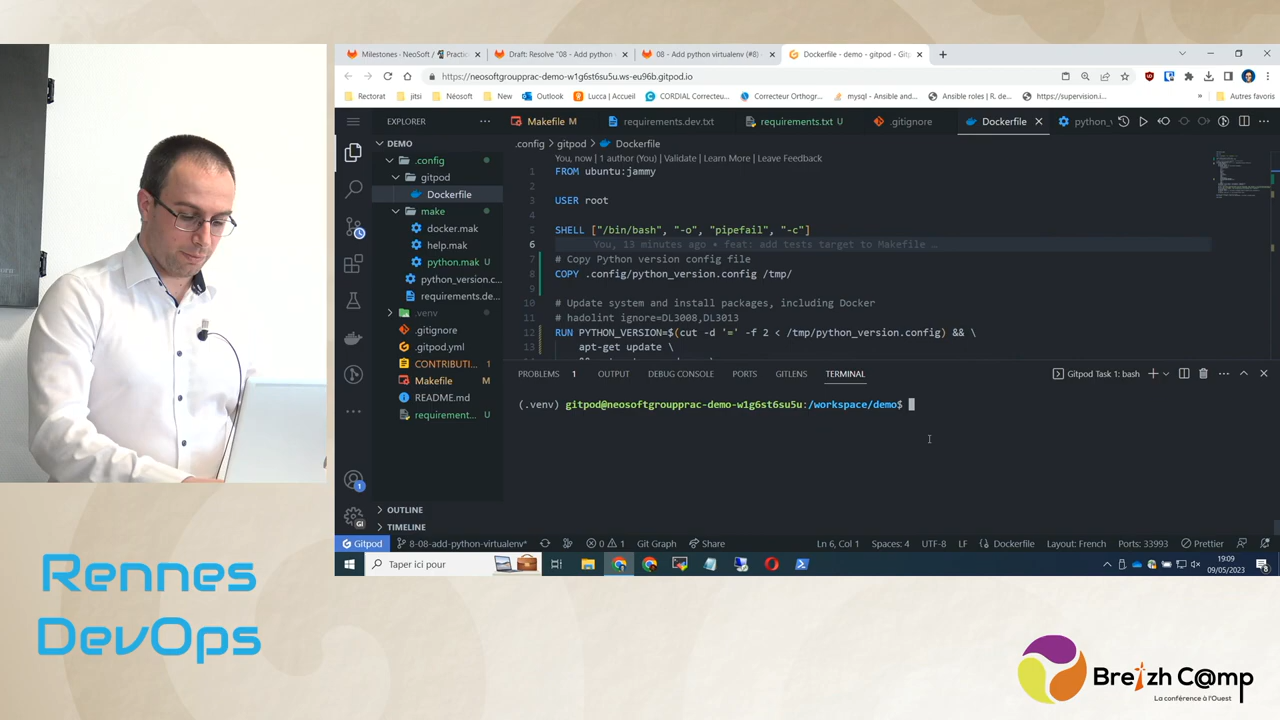 Milestones - NeoSoft /
Practic
Draft: Resolve "08 - Add python
08 - Add python virtualenv (#8)
Dockerfile - demo - gitpod - Git
https://neosoftgroupprac-demo-w1g6st6su5u.ws-eu96b.gitpod.io
Rectorat
jitsi
Néosoft
New
Outlook
Lucca | Accueil
CORDIAL Correcteu...
Correcteur Orthogr...
mysql - Ansible and...
Ansible roles | R. de...
https://supervision.i...
»
Autres favoris
EXPLORER
Makefile M
requirements.dev.txt
requirements.txt U
.gitignore
Dockerfile
python_
DEMO
.config
gitpod
Dockerfile
make
docker.mak
help.mak
python.mak U
python_version.c...
requirements.de...
.venv
.gitignore
.gitpod.yml
CONTRIBUTI... 1
Makefile M
README.md
requirement... U
OUTLINE
TIMELINE
.config > gitpod > Dockerfile
You, now | 1 author (You) | Validate | Learn More | Leave Feedback
1 FROM ubuntu:jammy
2
3 USER root
4
5 SHELL ["/bin/bash", "-o", "pipefail", "-c"]
6 You, 13 minutes ago • feat: add tests target to Makefile …
7 # Copy Python version config file
8 COPY .config/python_version.config /tmp/
9
10 # Update system and install packages, including Docker
11 # hadolint ignore=DL3008,DL3013
12 RUN PYTHON_VERSION=$(cut -d '=' -f 2 < /tmp/python_version.config) && \
13 apt-get update \
PROBLEMS 1
OUTPUT
DEBUG CONSOLE
PORTS
GITLENS
TERMINAL
Gitpod Task 1: bash
(.venv) gitpod@neosoftgroupprac-demo-w1g6st6su5u:/workspace/demo$
1
GI
Gitpod
8-08-add-python-virtualenv*
0
1
Git Graph
Share
Ln 6, Col 1
Spaces: 4
UTF-8
LF
Dockerfile
Layout: French
Ports: 33993
Prettier
Taper ici pour
19:09
09/05/2023
Rennes
DevOps
Breizh C@mp
La conférence à l'Ouest